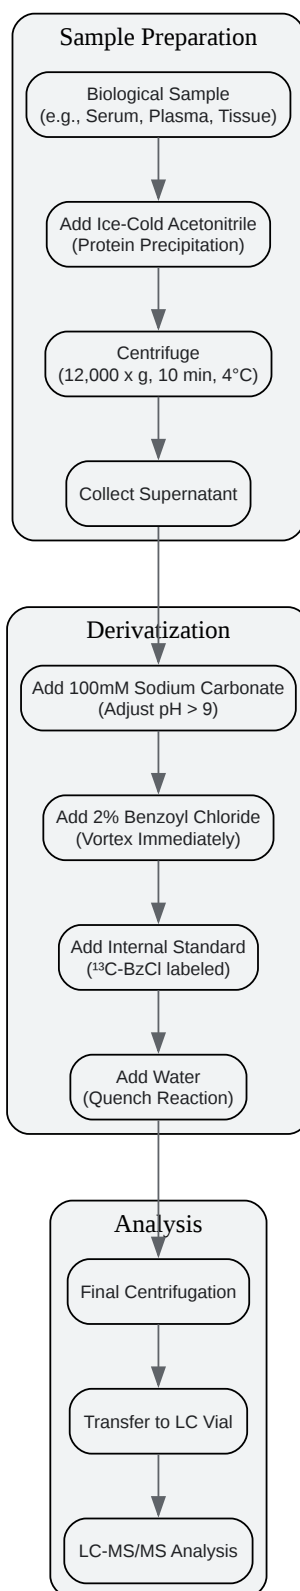 Sample Preparation
Biological Sample
(e.g., Serum, Plasma, Tissue)
Add Ice-Cold Acetonitrile
(Protein Precipitation)
Centrifuge
(12,000 x g, 10 min, 4°C)
Collect Supernatant
Derivatization
Add 100mM Sodium Carbonate
(Adjust pH > 9)
Add 2% Benzoyl Chloride
(Vortex Immediately)
Add Internal Standard
(¹³C-BzCl labeled)
Add Water
(Quench Reaction)
Analysis
Final Centrifugation
Transfer to LC Vial
LC-MS/MS Analysis